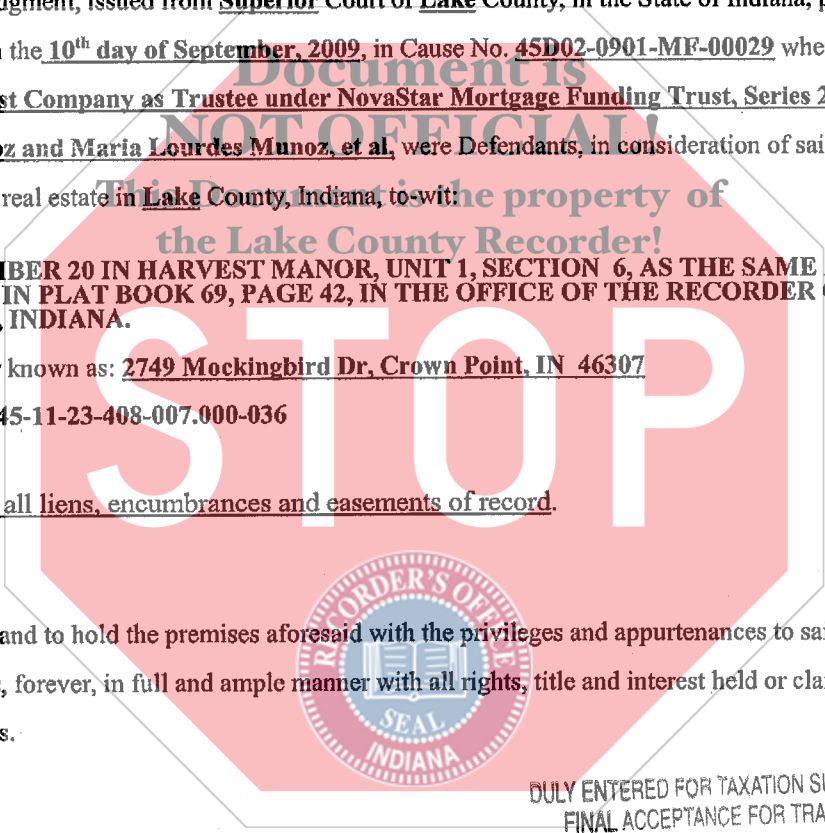 dgment, issued from Superior Court of Lake County, in the State of Indiana, p
the 10th day of September, 2009, in Cause No. 45D02-0901-MF-00029 whe
Document is
st Company as Trustee under NovaStar Mortgage Funding Trust, Series 2
NOT OFFICIAL!
oz and Maria Lourdes Munoz, et al, were Defendants, in consideration of sai
This Document is the property of
real estate in Lake County, Indiana, to-wit:
the Lake County Recorder!
BER 20 IN HARVEST MANOR, UNIT 1, SECTION 6, AS THE SAME
IN PLAT BOOK 69, PAGE 42, IN THE OFFICE OF THE RECORDER
, INDIANA.
known as: 2749 Mockingbird Dr, Crown Point, IN 46307
45-11-23-408-007.000-036
STOP
all liens, encumbrances and easements of record.
RECORDER'S OFFICE
and to hold the premises aforesaid with the privileges and appurtenances to sai
, forever, in full and ample manner with all rights, title and interest held or clai
SEAL
s.
INDIANA
DULY ENTERED FOR TAXATION SU
FINAL ACCEPTANCE FOR TRA